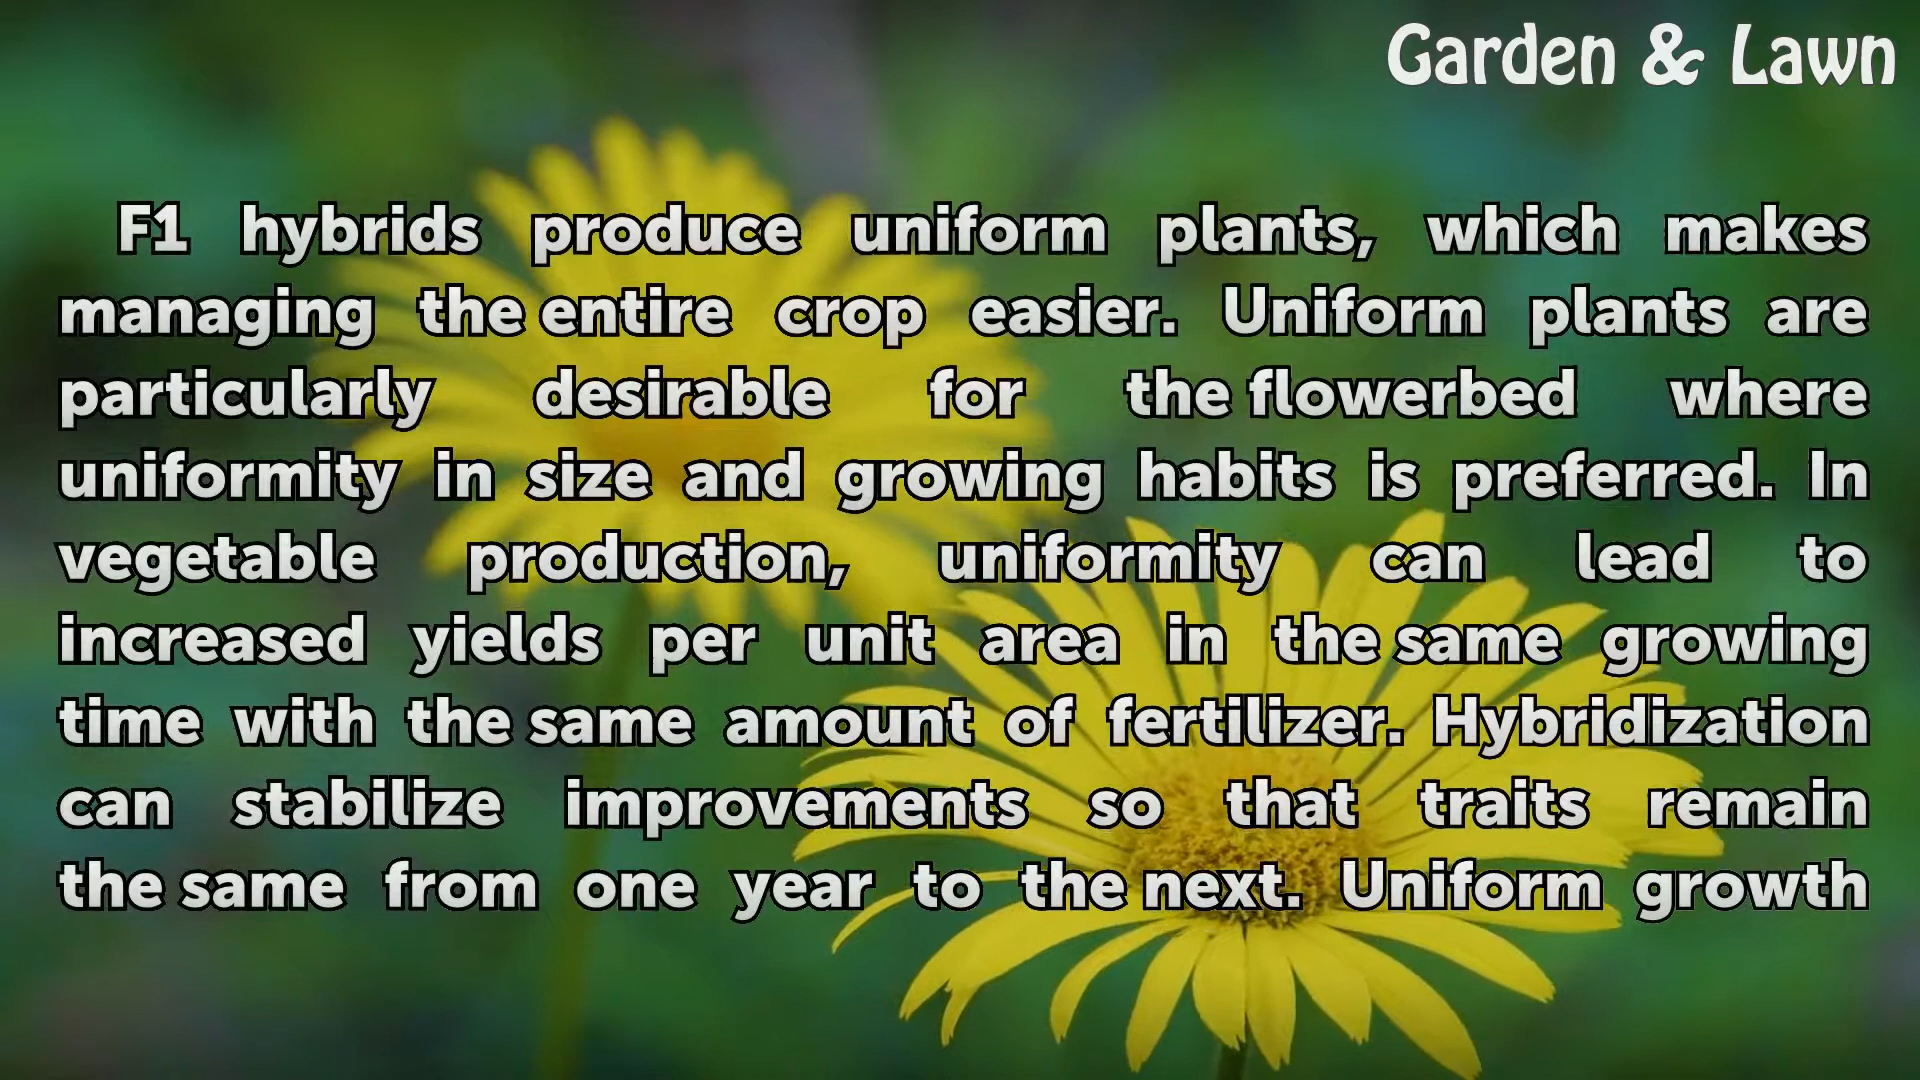 Garden & Lawn
F1 hybrids produce uniform plants, which makes
managing the entire crop easier. Uniform plants are
particularly desirable for the flowerbed where
uniformity in size and growing habits is preferred. In
vegetable production, uniformity can lead to
increased yields per unit area in the same growing
time with the same amount of fertilizer. Hybridization
can stabilize improvements so that traits remain
the same from one year to the next. Uniform growth